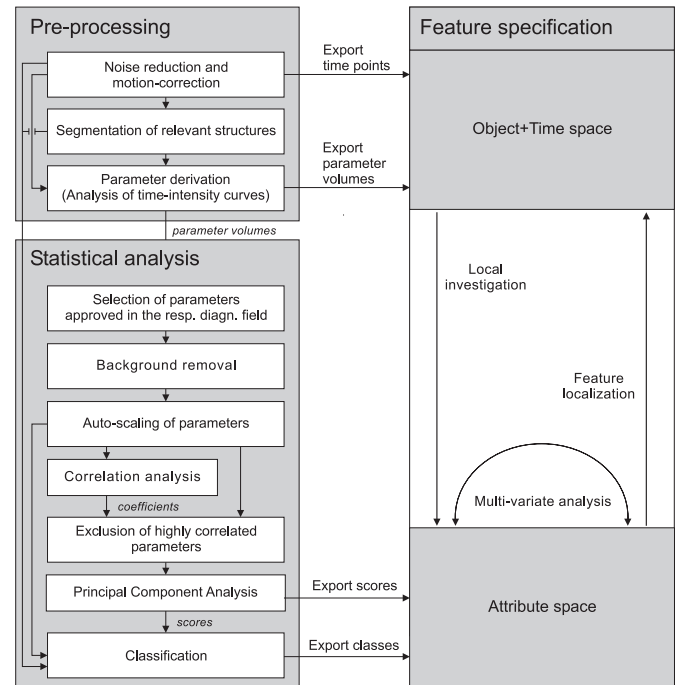 Pre-processing
Noise reduction and
motion-correction
Segmentation of relevant structures
Parameter derivation
(Analysis of time-intensity curves)
parameter volumes
Statistical analysis
Selection of parameters
approved in the resp. diagn. field
Background removal
Auto-scaling of parameters
Correlation analysis
coefficients
Exclusion of highly correlated
parameters
Principal Component Analysis
scores
Classification
Export
time points
Export
parameter
volumes
Export scores
Export classes
Feature specification
Object+Time space
Local
investigation
Feature
localization
Multi-variate analysis
Attribute space